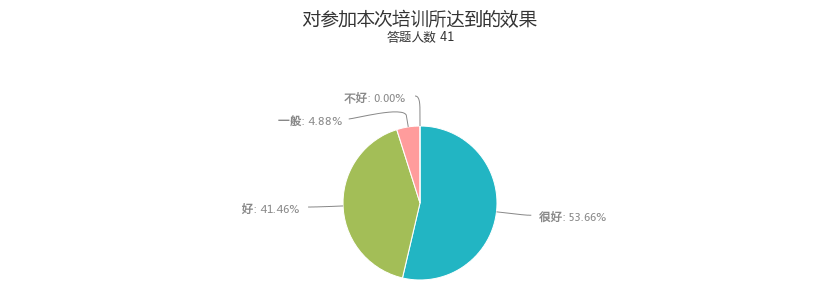 对参加本次培训所达到的效果
答题人数 41
不好: 0.00%
一般: 4.88%
好: 41.46%
很好: 53.66%